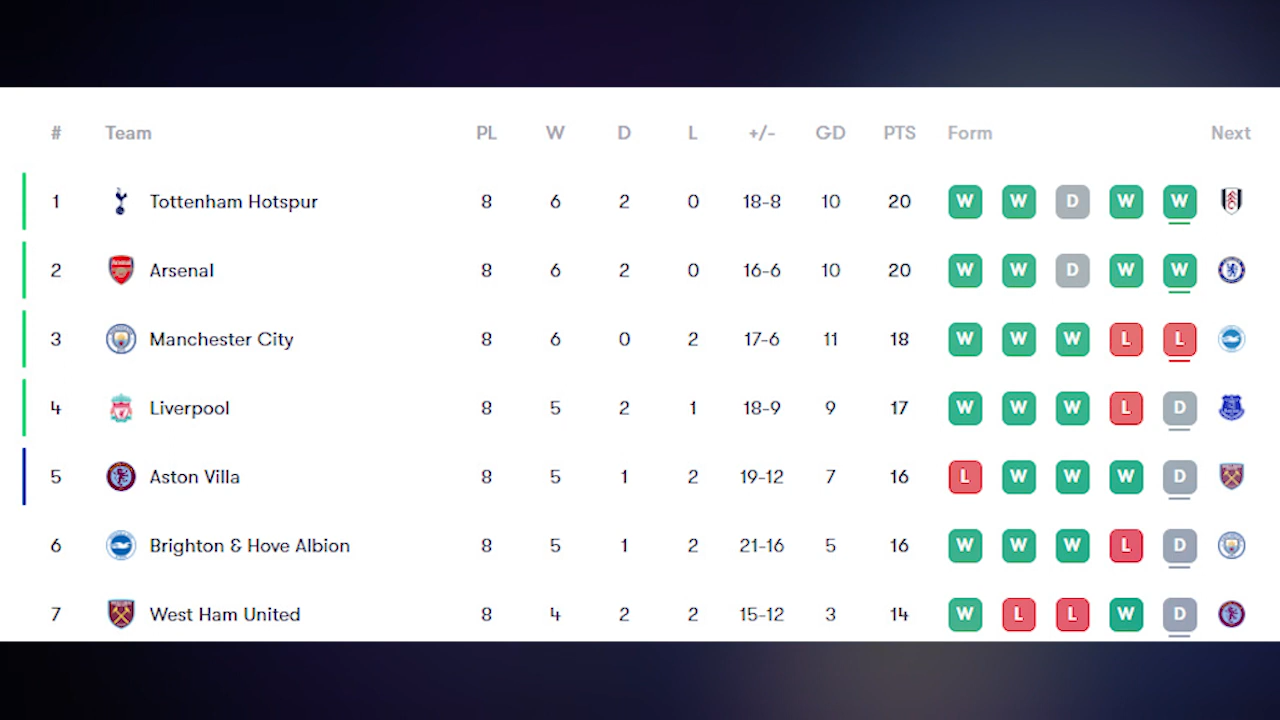 # Team PL W D L +/- GD PTS Form Next
1 Tottenham Hotspur 8 6 2 0 18-8 10 20 W W D W W
2 Arsenal 8 6 2 0 16-6 10 20 W W D W W
3 Manchester City 8 6 0 2 17-6 11 18 W W W L L
4 Liverpool 8 5 2 1 18-9 9 17 W W W L D
5 Aston Villa 8 5 1 2 19-12 7 16 L W W W D
6 Brighton & Hove Albion 8 5 1 2 21-16 5 16 W W W L D
7 West Ham United 8 4 2 2 15-12 3 14 W L L W D